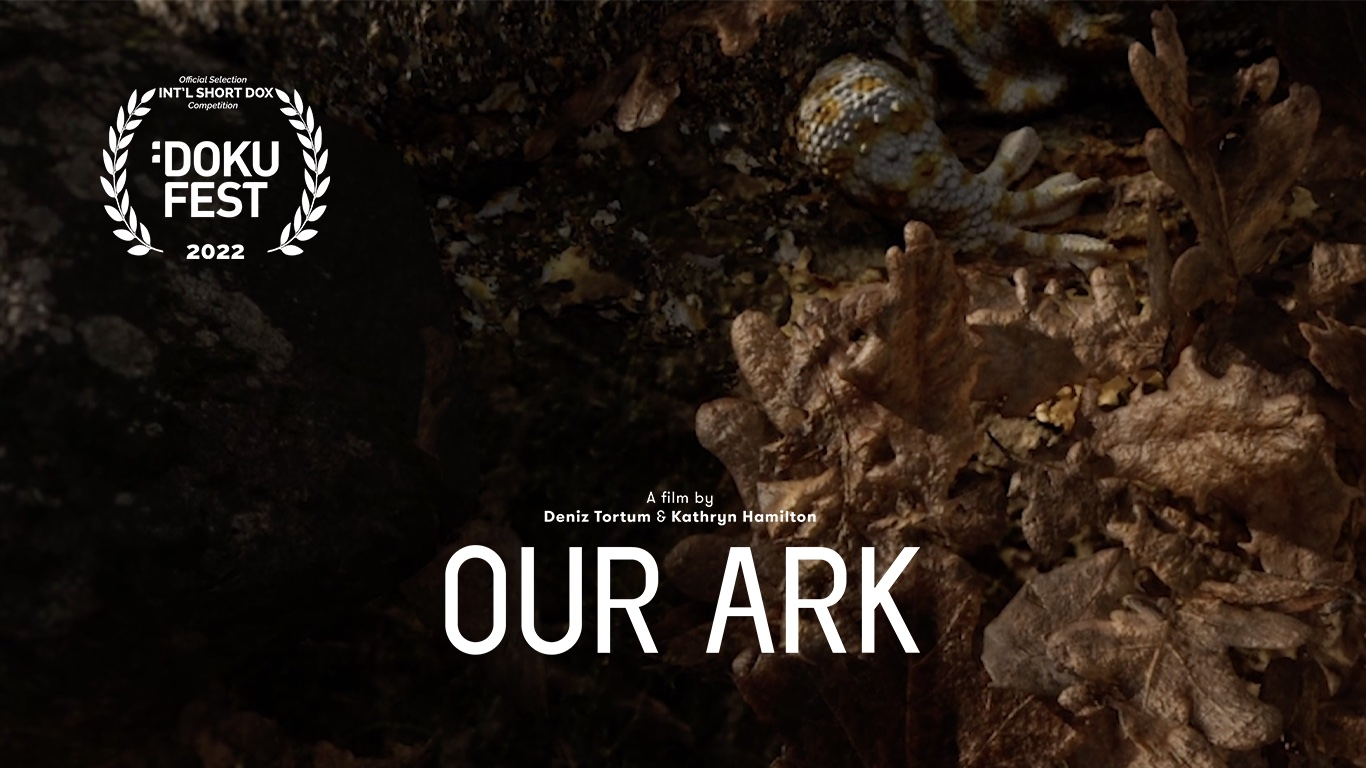 Official Selection
INT'L SHORT DOX
Competition
:DOKU
FEST
2022
A film by
Deniz Tortum & Kathryn Hamilton
OUR ARK